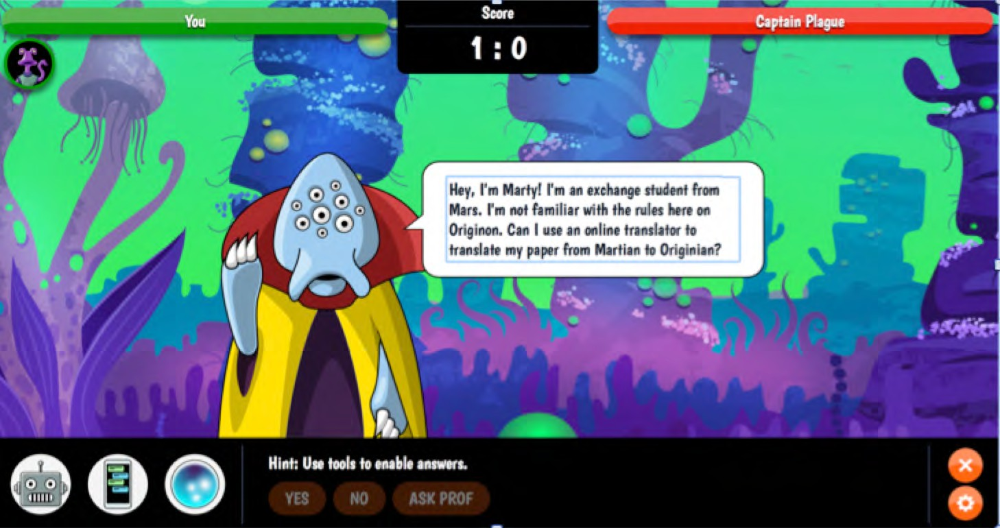 You
Score
Captain Plague
1 : 0
Hey, I'm Marty! I'm an exchange student from
Mars. I'm not familiar with the rules here on
Originon. Can I use an online translator to
translate my paper from Martian to Originian?
Hint: Use tools to enable answers.
YES
NO
ASK PROF